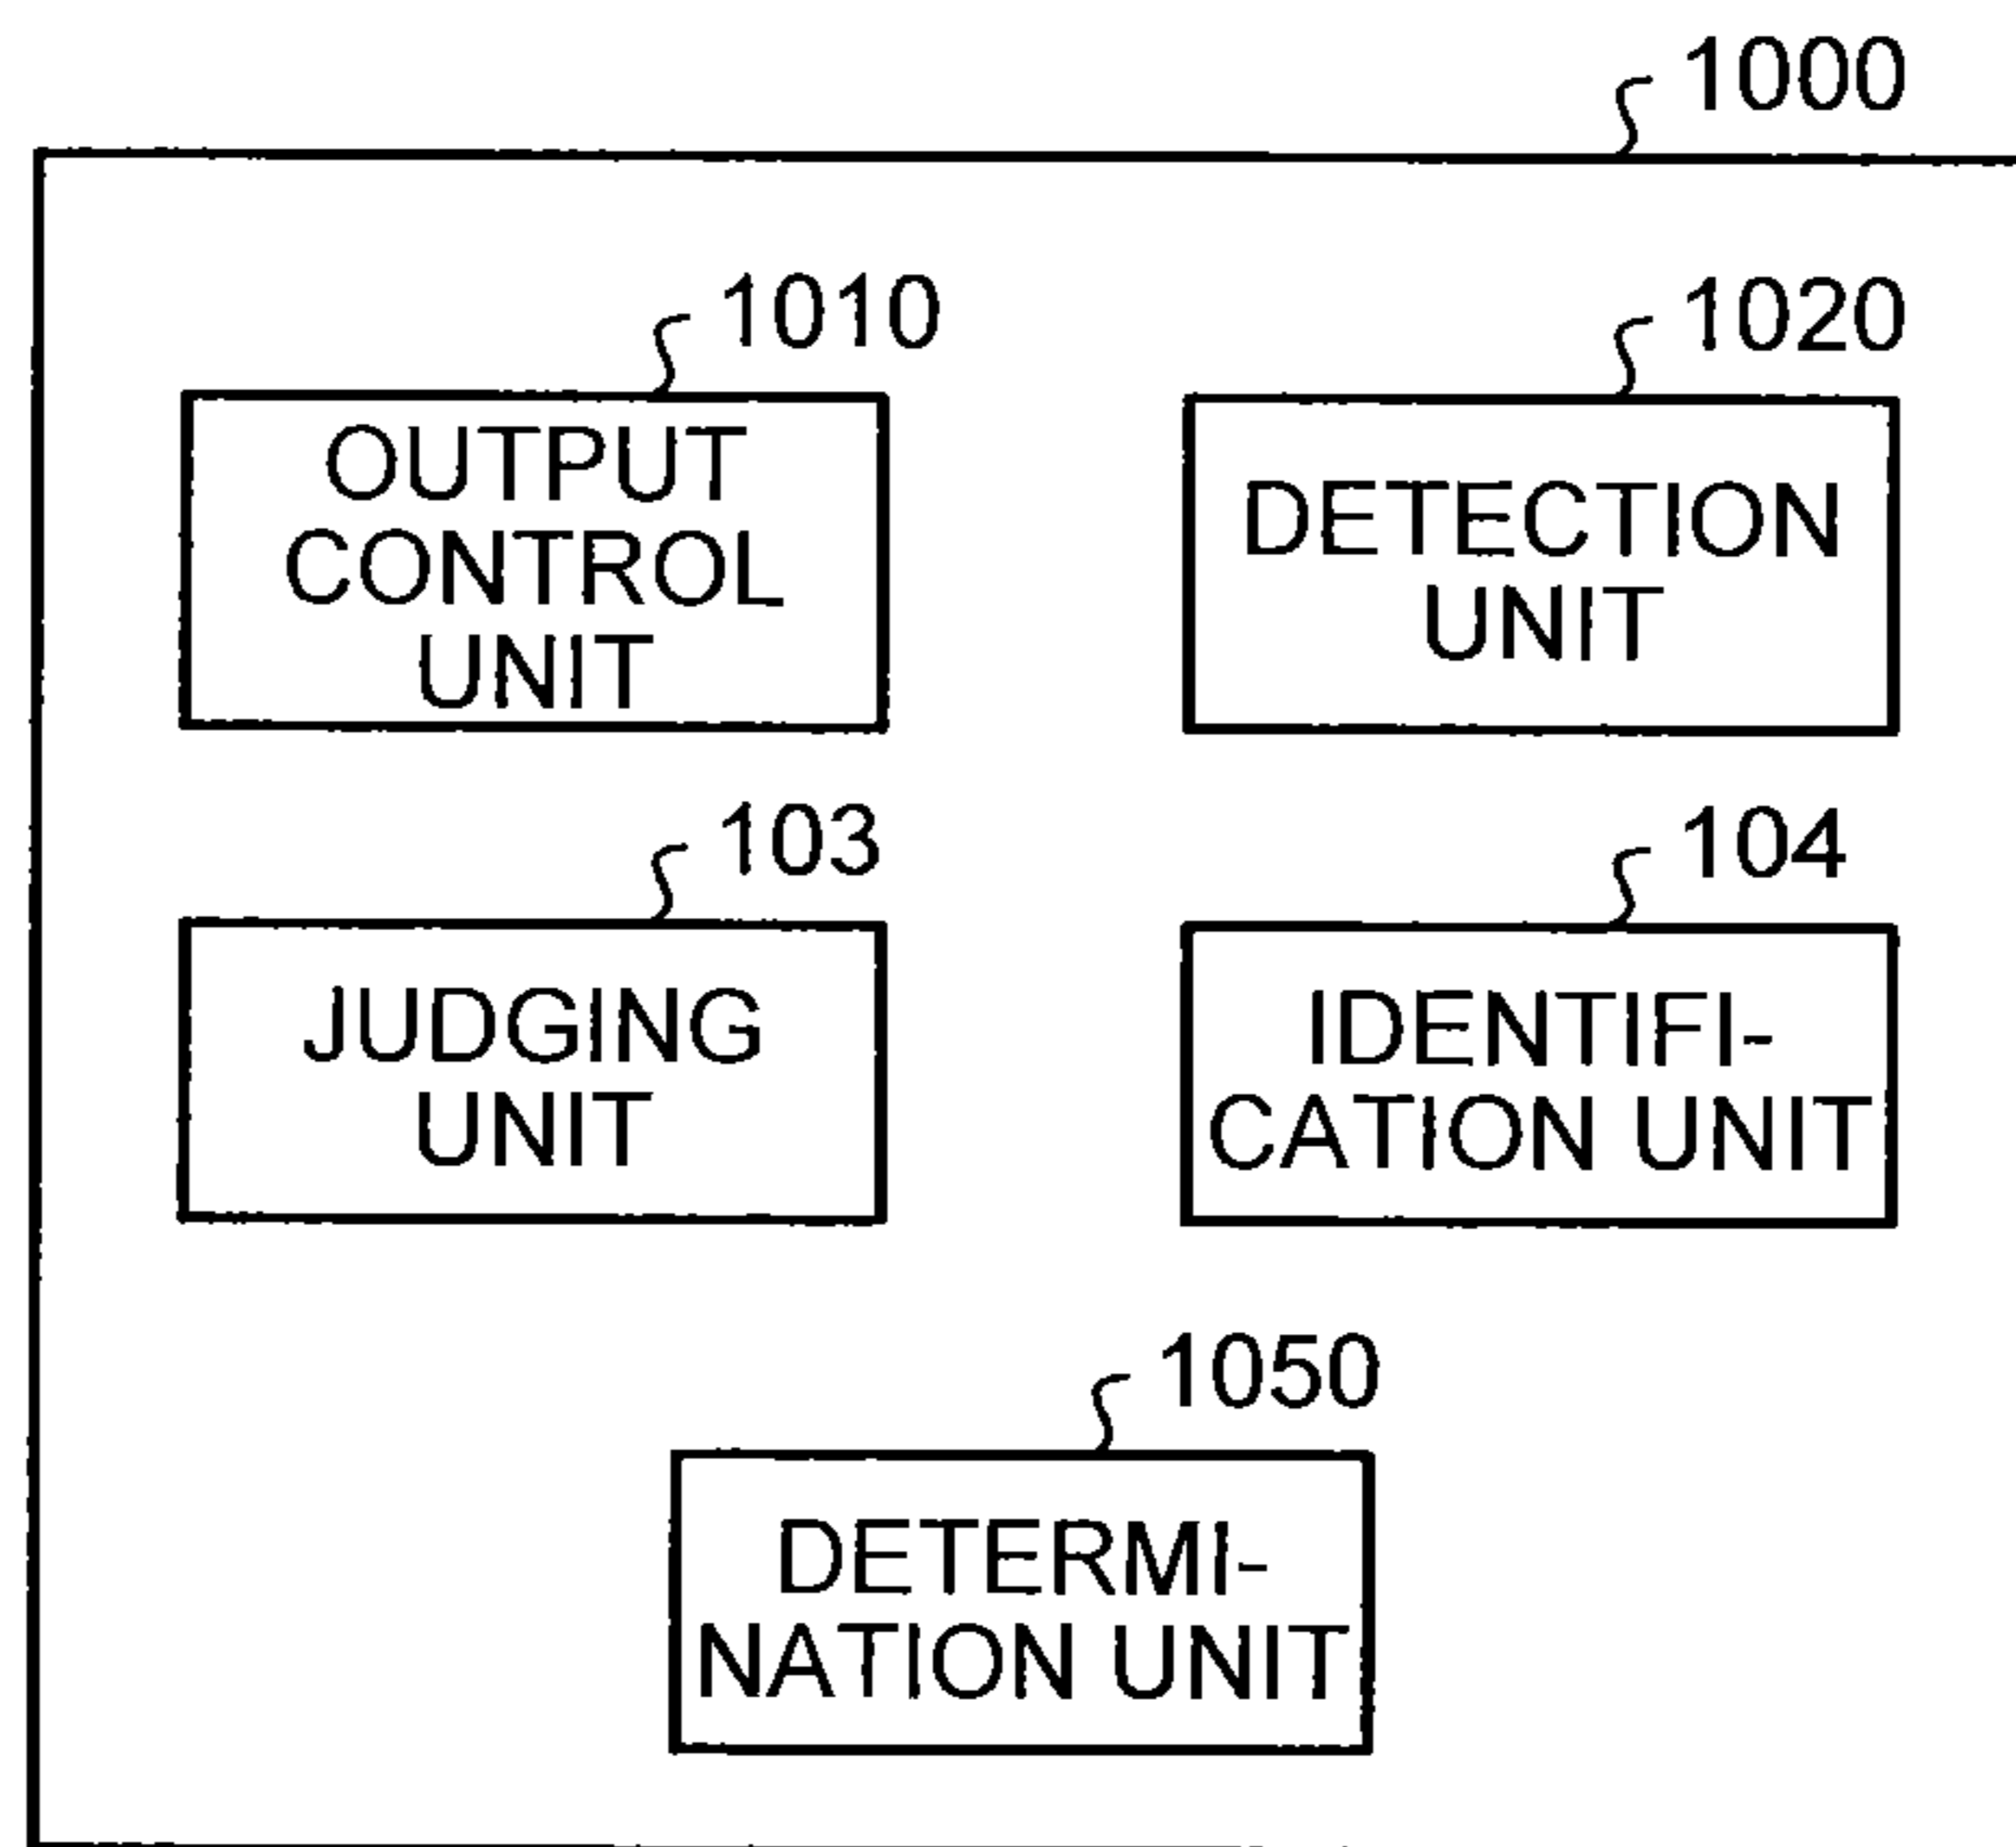 1000
1010
OUTPUT
CONTROL
UNIT
1020
DETECTION
UNIT
103
JUDGING
UNIT
104
IDENTIFI-
CATION UNIT
1050
DETERMI-
NATION UNIT